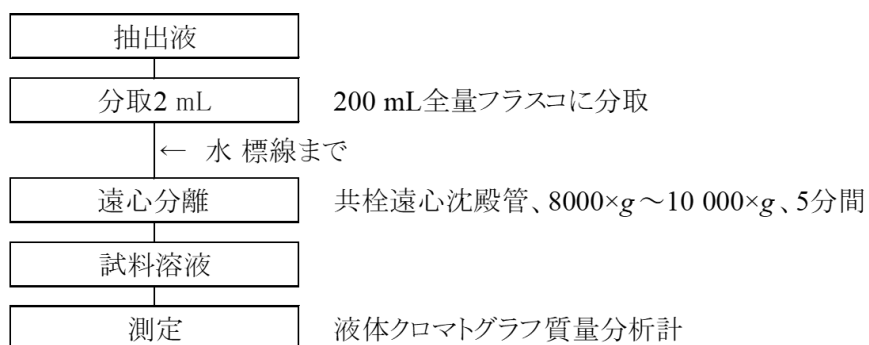 抽出液
分取2 mL 200 mL全量フラスコに分取
← 水 標線まで
遠心分離 共栓遠心沈殿管、8000×g～10 000×g、5分間
試料溶液
測定 液体クロマトグラフ質量分析計